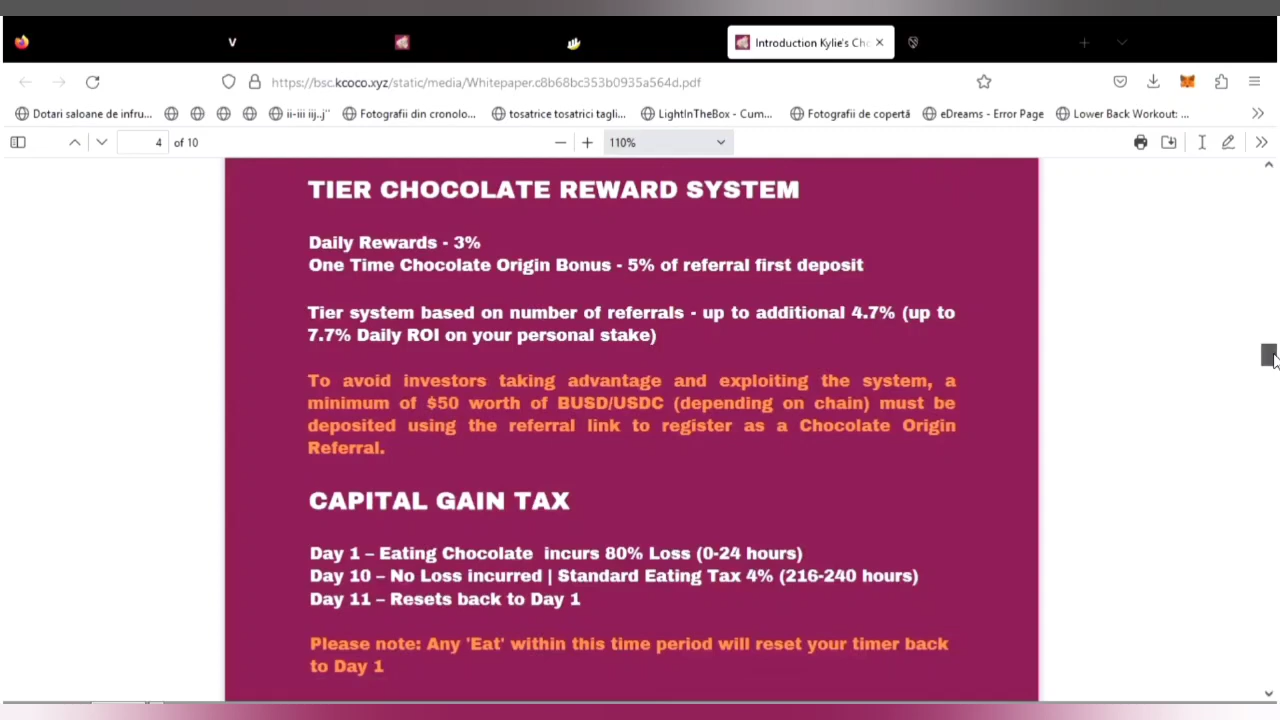 V
Introduction Kylie's Ch
https://bsc.kcoco.xyz/static/media/Whitepaper.c8b68bc353b0935a564d.pdf
Dotari saloane de infru... ii-iii iij..j" Fotografii din cronolo... tosatrice tosatrici tagli... LightInTheBox - Cum... Fotografii de copertă eDreams - Error Page Lower Back Workout: ...
4 of 10 110%
TIER CHOCOLATE REWARD SYSTEM
Daily Rewards - 3%
One Time Chocolate Origin Bonus - 5% of referral first deposit
Tier system based on number of referrals - up to additional 4.7% (up to
7.7% Daily ROI on your personal stake)
To avoid investors taking advantage and exploiting the system, a
minimum of $50 worth of BUSD/USDC (depending on chain) must be
deposited using the referral link to register as a Chocolate Origin
Referral.
CAPITAL GAIN TAX
Day 1 – Eating Chocolate incurs 80% Loss (0-24 hours)
Day 10 – No Loss incurred | Standard Eating Tax 4% (216-240 hours)
Day 11 – Resets back to Day 1
Please note: Any 'Eat' within this time period will reset your timer back
to Day 1